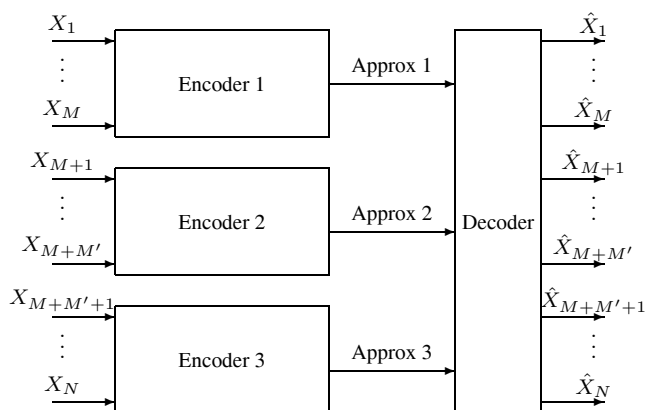 X_1
⋮
X_M
Encoder 1
Approx 1
X_{M+1}
⋮
X_{M+M'}
Encoder 2
Approx 2
X_{M+M'+1}
⋮
X_N
Encoder 3
Approx 3
Decoder
X̂_1
⋮
X̂_M
X̂_{M+1}
⋮
X̂_{M+M'}
X̂_{M+M'+1}
⋮
X̂_N